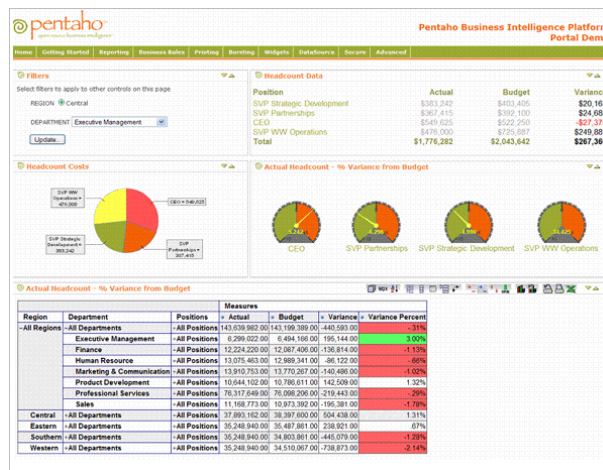 pentaho
open source business intelligence
Pentaho Business Intelligence Platform
Portal Dem
Home Getting Started Reporting Business Rules Printing Bursting Widgets DataSource Secure Advanced
Filters
Select filters to apply to other controls on this page
REGION Central
DEPARTMENT Executive Management
Update...
Headcount Data
Position Actual Budget Varianc
SVP Strategic Development $383,242 $403,405 $20,16
SVP Partnerships $367,415 $392,100 $24,68
CEO $549,625 $522,250 -$27,37
SVP WW Operations $476,000 $725,687 $249,68
Total $1,776,282 $2,043,642 $267,36
Headcount Costs
SVP WW
Operations =
476,000
CEO = 549,625
SVP Strategic
Development =
383,242
SVP
Partnerships =
367,415
Actual Headcount - % Variance from Budget
CEO SVP Partnerships SVP Strategic Development SVP WW Operations
Actual Headcount - % Variance from Budget
MDX
Measures
Region Department Positions Actual Budget Variance Variance Percent
-All Regions -All Departments +All Positions 143,639,982.00 143,199,389.00 -440,593.00 -.31%
Executive Management +All Positions 6,299,022.00 6,494,166.00 195,144.00 3.00%
Finance +All Positions 12,224,220.00 12,087,406.00 -136,814.00 -1.13%
Human Resource +All Positions 13,075,463.00 12,989,341.00 -86,122.00 -.66%
Marketing & Communication +All Positions 13,910,753.00 13,770,267.00 -140,486.00 -1.02%
Product Development +All Positions 10,644,102.00 10,786,611.00 142,509.00 1.32%
Professional Services +All Positions 76,317,649.00 76,098,206.00 -219,443.00 -.29%
Sales +All Positions 11,168,773.00 10,973,392.00 -195,381.00 -1.78%
Central +All Departments +All Positions 37,893,162.00 38,397,600.00 504,438.00 1.31%
Eastern +All Departments +All Positions 35,248,940.00 35,487,861.00 238,921.00 .67%
Southern +All Departments +All Positions 35,248,940.00 34,803,861.00 -445,079.00 -1.28%
Western +All Departments +All Positions 35,248,940.00 34,510,067.00 -738,873.00 -2.14%